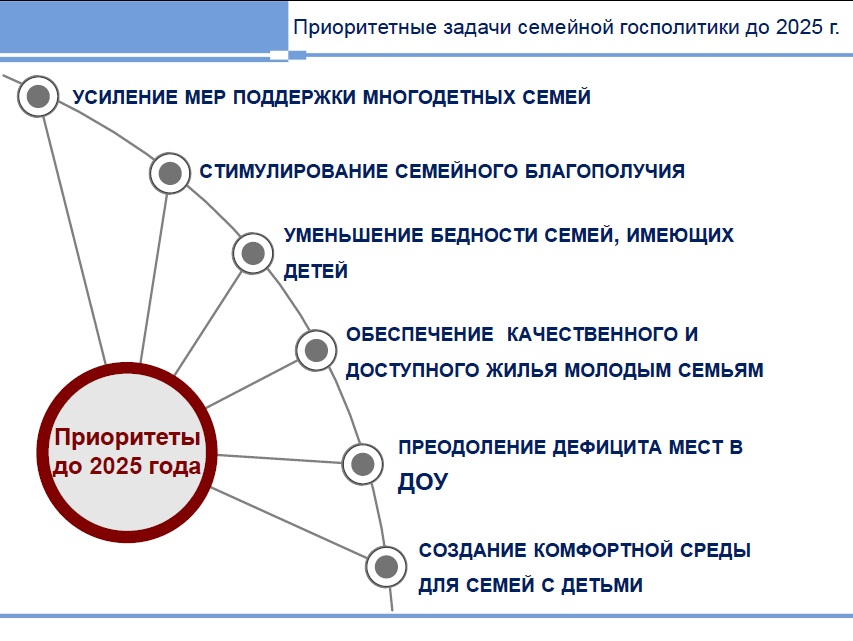 Приоритетные задачи семейной госполитики до 2025 г.
УСИЛЕНИЕ МЕР ПОДДЕРЖКИ МНОГОДЕТНЫХ СЕМЕЙ
СТИМУЛИРОВАНИЕ СЕМЕЙНОГО БЛАГОПОЛУЧИЯ
УМЕНЬШЕНИЕ БЕДНОСТИ СЕМЕЙ, ИМЕЮЩИХ
ДЕТЕЙ
ОБЕСПЕЧЕНИЕ КАЧЕСТВЕННОГО И
ДОСТУПНОГО ЖИЛЬЯ МОЛОДЫМ СЕМЬЯМ
Приоритеты
до 2025 года
ПРЕОДОЛЕНИЕ ДЕФИЦИТА МЕСТ В
ДОУ
СОЗДАНИЕ КОМФОРТНОЙ СРЕДЫ
ДЛЯ СЕМЕЙ С ДЕТЬМИ